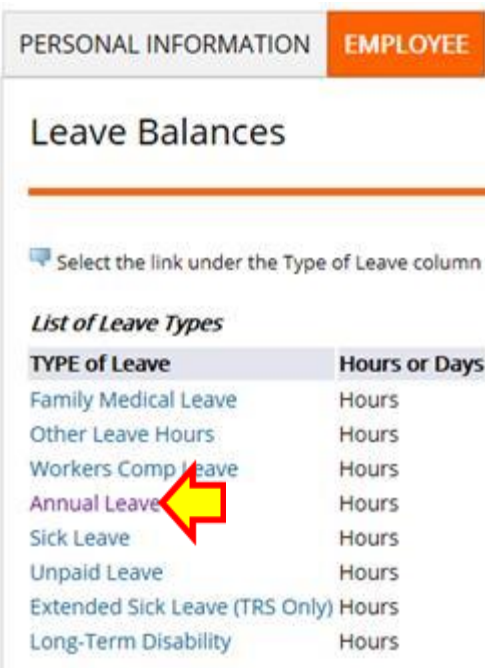 PERSONAL INFORMATION EMPLOYEE
Leave Balances
Select the link under the Type of Leave column
List of Leave Types
TYPE of Leave Hours or Days
Family Medical Leave Hours
Other Leave Hours Hours
Workers Comp Leave Hours
Annual Leave Hours
Sick Leave Hours
Unpaid Leave Hours
Extended Sick Leave (TRS Only) Hours
Long-Term Disability Hours